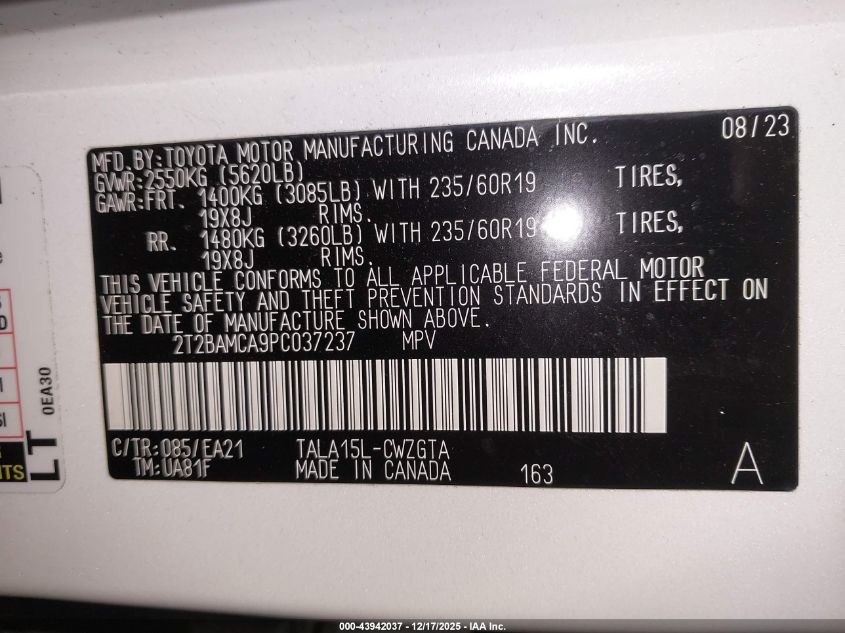 MFD.BY:TOYOTA MOTOR MANUFACTURING CANADA INC. 08/23
GVWR:2550KG (5620LB)
GAWR:FRT. 1400KG (3085LB) WITH 235/60R19 TIRES,
19X8J RIMS.
RR. 1480KG (3260LB) WITH 235/60R19 TIRES,
19X8J RIMS.
THIS VEHICLE CONFORMS TO ALL APPLICABLE FEDERAL MOTOR
VEHICLE SAFETY AND THEFT PREVENTION STANDARDS IN EFFECT ON
THE DATE OF MANUFACTURE SHOWN ABOVE.
2T2BAMCA9PC037237 MPV
C/TR:085/EA21 TALA15L-CWZGTA
TM:UA81F MADE IN CANADA 163 A
0EA30
LT
000-43942037 - 12/17/2025 - IAA Inc.